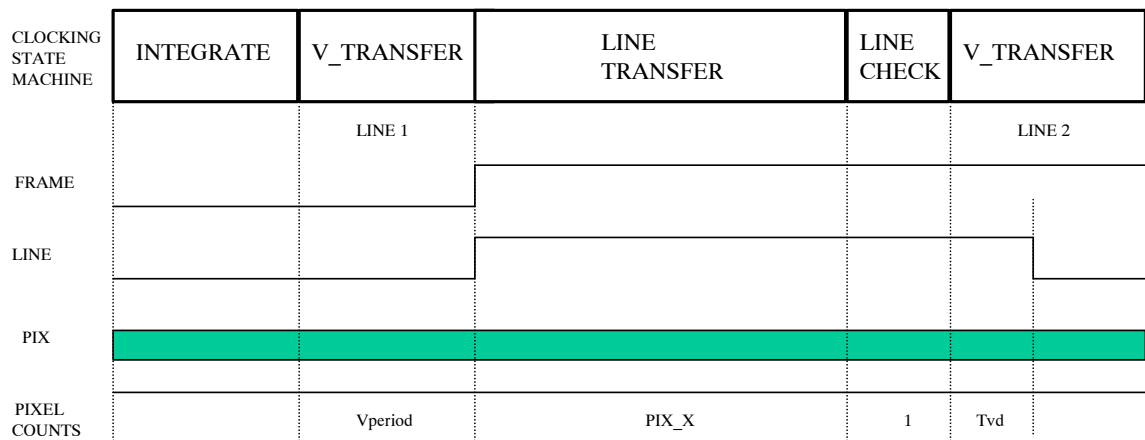 CLOCKING
STATE
MACHINE
INTEGRATE
V_TRANSFER
LINE
TRANSFER
LINE
CHECK
V_TRANSFER
LINE 1
LINE 2
FRAME
LINE
PIX
PIXEL
COUNTS
Vperiod
PIX_X
1
Tvd